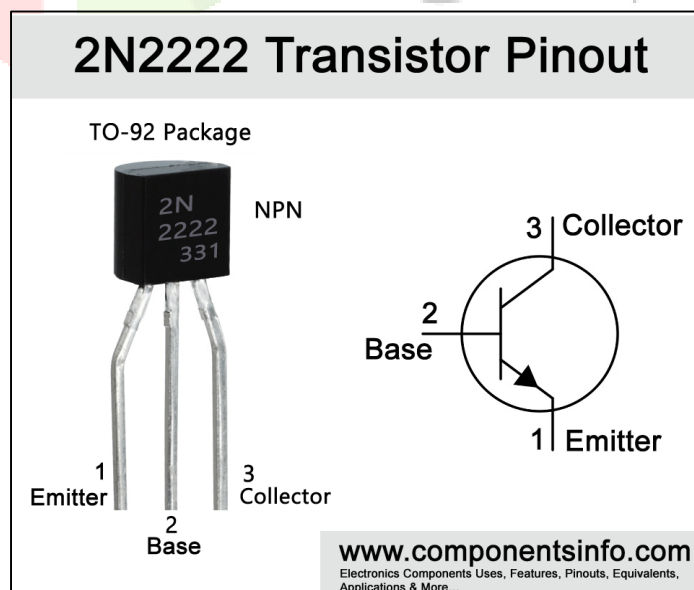 2N2222 Transistor Pinout
TO-92 Package
2N
2222
331
NPN
1
Emitter
2
Base
3
Collector
3 Collector
2
Base
1 Emitter
www.componentsinfo.com
Electronics Components Uses, Features, Pinouts, Equivalents,
Applications & More...